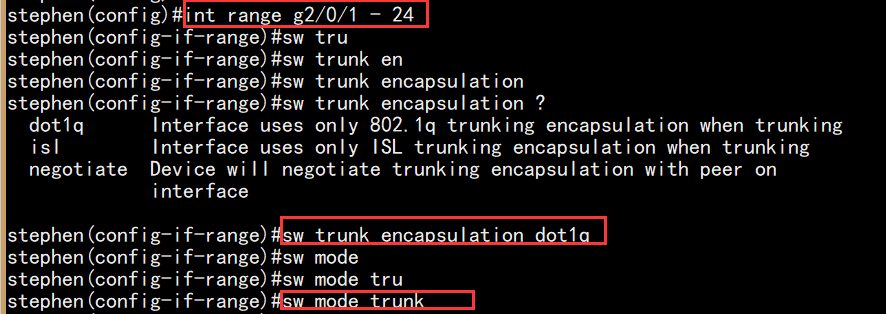 stephen(config)#int range g2/0/1 - 24
stephen(config-if-range)#sw tru
stephen(config-if-range)#sw trunk en
stephen(config-if-range)#sw trunk encapsulation
stephen(config-if-range)#sw trunk encapsulation ?
dot1q Interface uses only 802.1q trunking encapsulation when trunking
isl Interface uses only ISL trunking encapsulation when trunking
negotiate Device will negotiate trunking encapsulation with peer on
interface
stephen(config-if-range)#sw trunk encapsulation dot1q
stephen(config-if-range)#sw mode
stephen(config-if-range)#sw mode tru
stephen(config-if-range)#sw mode trunk